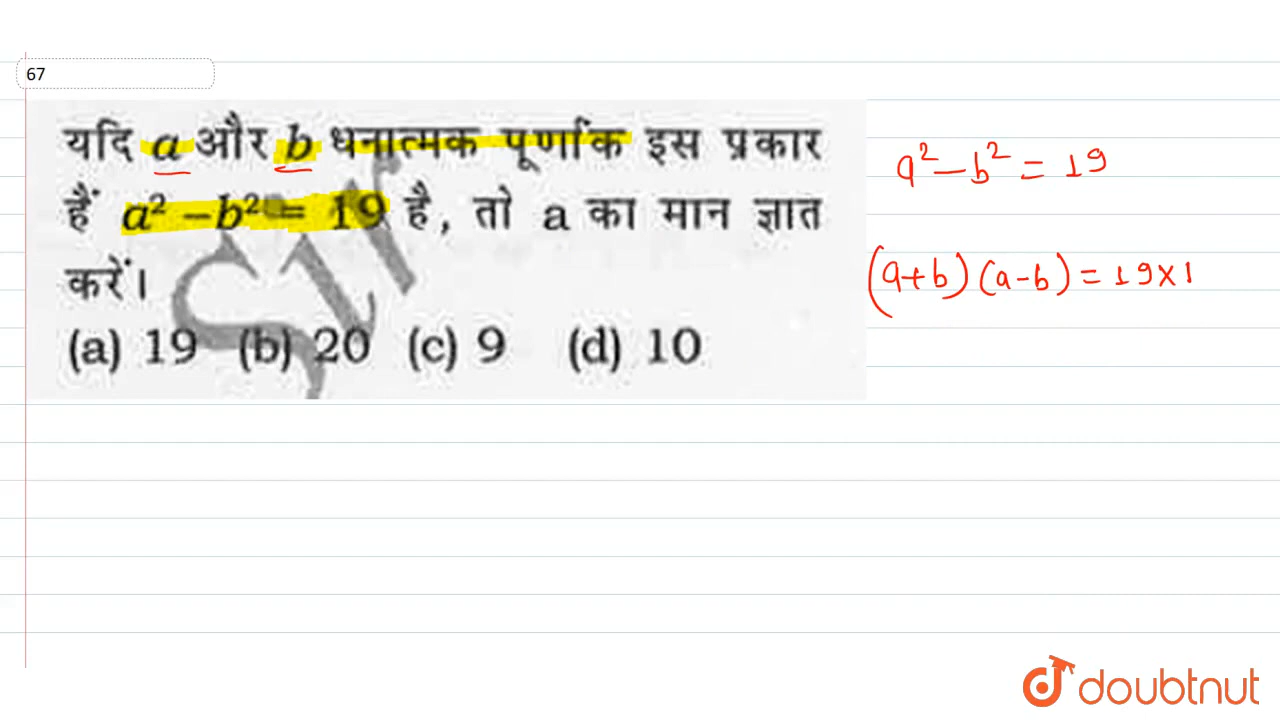 67
यदि a और b धनात्मक पूर्णांक इस प्रकार
हैं a² – b² = 19 है, तो a का मान ज्ञात
करें।
(a) 19 (b) 20 (c) 9 (d) 10
a² – b² = 19
(a+b) (a-b) = 19×1
doubtnut